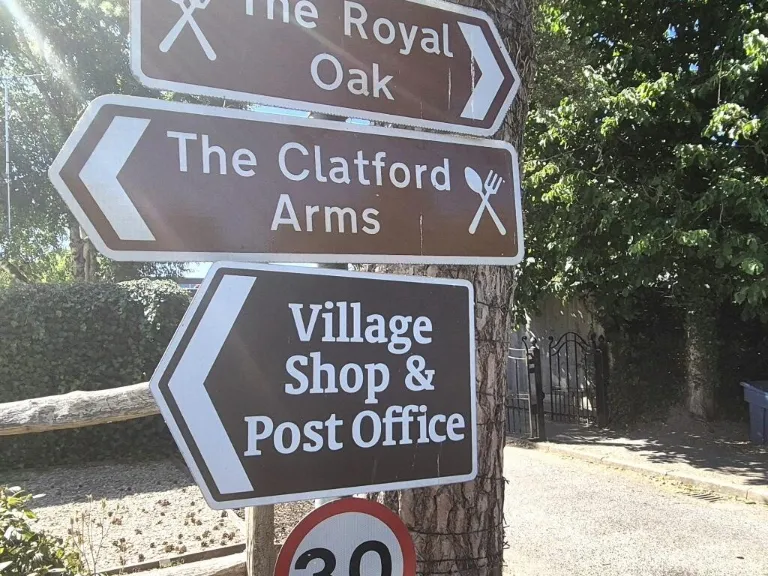 The Royal
Oak
The Clatford
Arms
Village
Shop &
Post Office
30